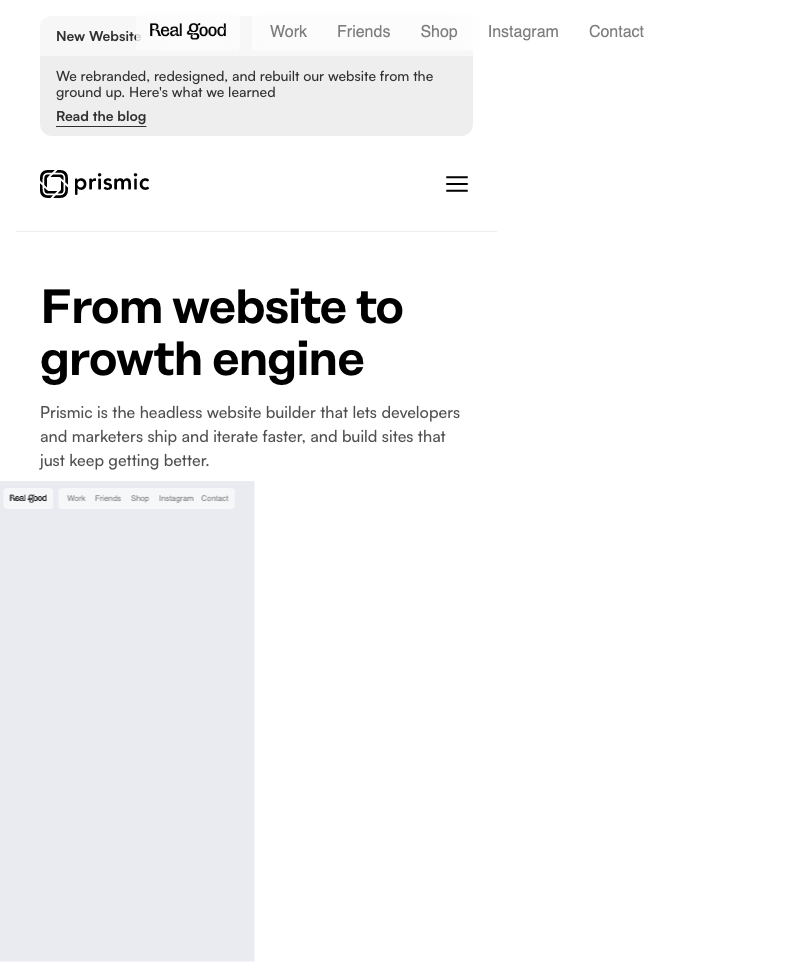 New Website
Real good
Work
Friends
Shop
Instagram
Contact
We rebranded, redesigned, and rebuilt our website from the
ground up. Here's what we learned
Read the blog
prismic
From website to
growth engine
Prismic is the headless website builder that lets developers
and marketers ship and iterate faster, and build sites that
just keep getting better.
Real good
Work
Friends
Shop
Instagram
Contact